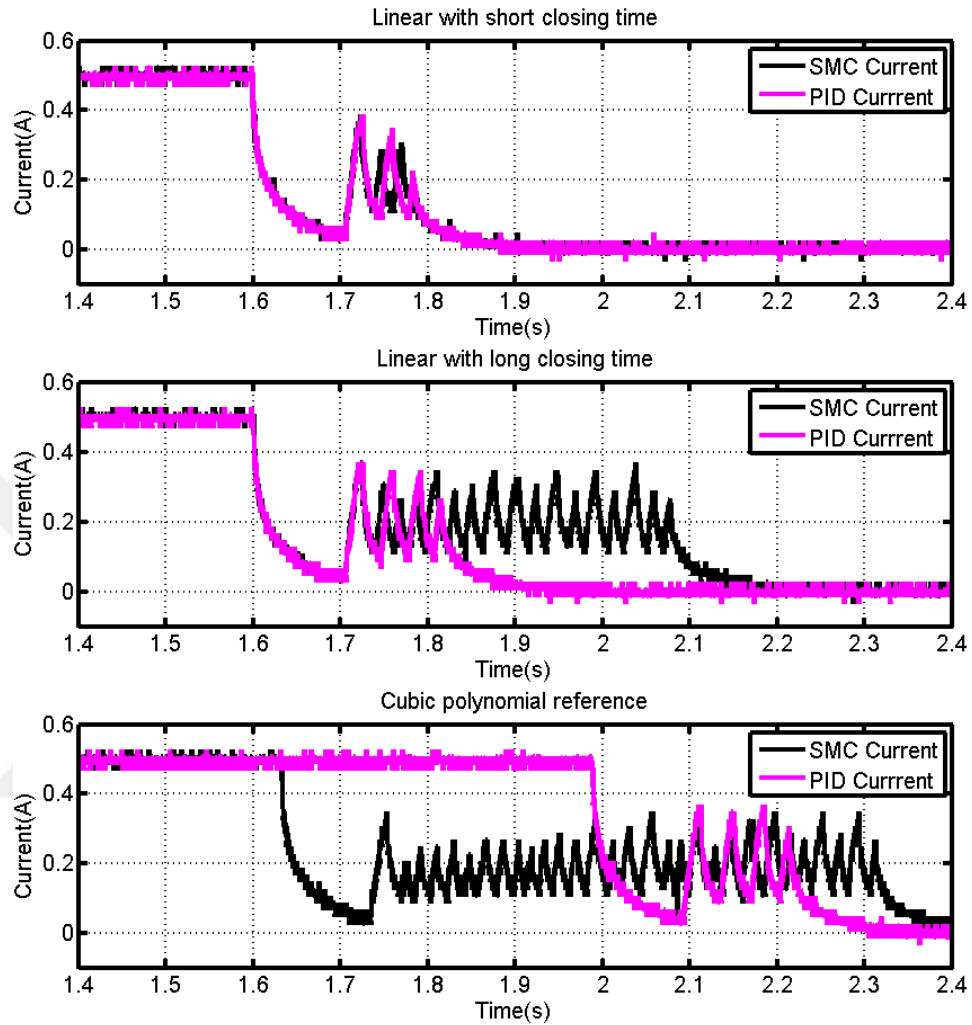 Linear with short closing time
0.6
0.4
0.2
0
Current(A)
SMC Current
PID Currrent
1.4 1.5 1.6 1.7 1.8 1.9 2 2.1 2.2 2.3 2.4
Time(s)
Linear with long closing time
0.6
0.4
0.2
0
Current(A)
SMC Current
PID Currrent
1.4 1.5 1.6 1.7 1.8 1.9 2 2.1 2.2 2.3 2.4
Time(s)
Cubic polynomial reference
0.6
0.4
0.2
0
Current(A)
SMC Current
PID Currrent
1.4 1.5 1.6 1.7 1.8 1.9 2 2.1 2.2 2.3 2.4
Time(s)